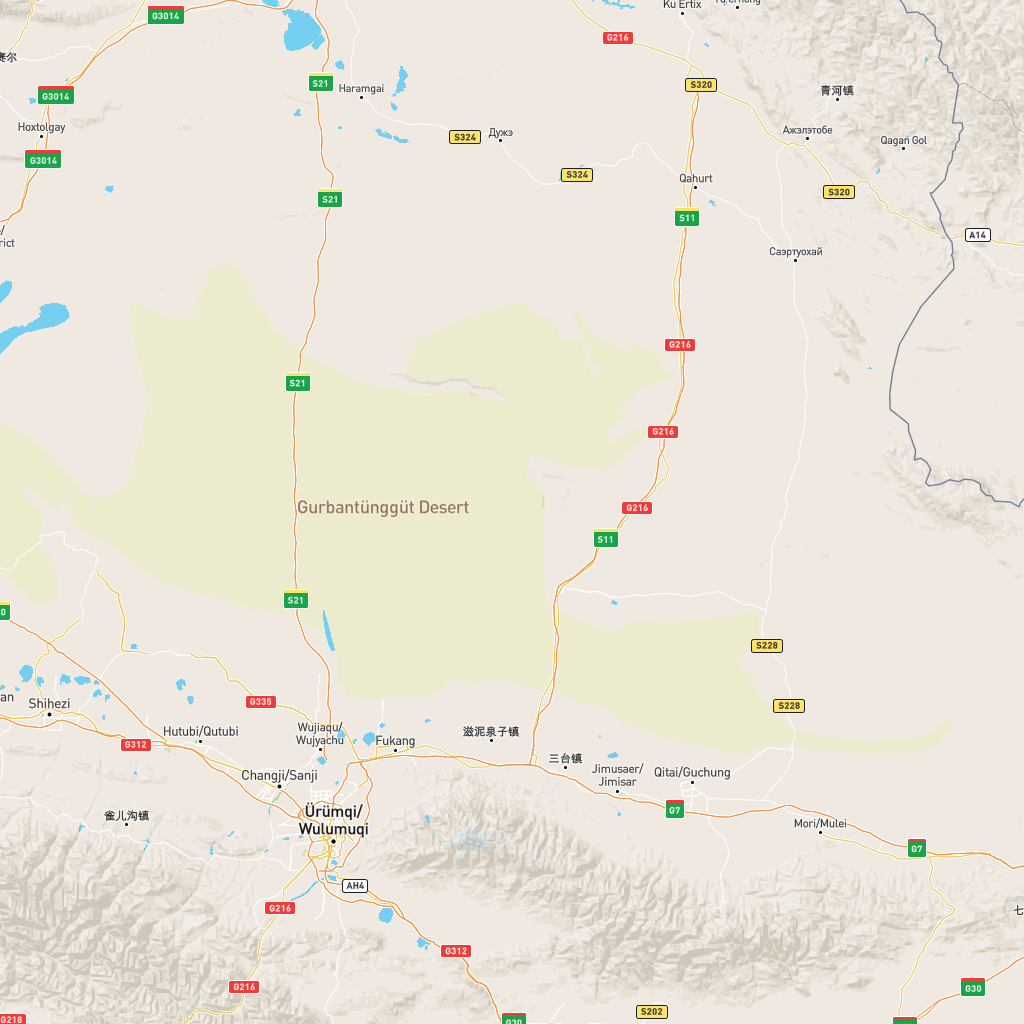 G3014
Ku Ertix
G216
赛尔
S21
S320
Haramgai
青河镇
G3014
Hoxtolgay
Дужэ
S324
Ажэлэтобе
Qagan Gol
G3014
S324
Qahurt
S320
S21
S11
A14
rict
Саэртуохай
G216
S21
G216
Gurbantünggüt Desert
G216
S11
S21
0
S228
an
Shihezi
G335
S228
Hutubi/Qutubi
Wujiaqu/
Wujyachu
G312
Fukang
滋泥泉子镇
三台镇
Changji/Sanji
Jimusaer/
Jimisar
Qitai/Guchung
雀儿沟镇
Ürümqi/
Wulumuqi
G7
Mori/Mulei
G7
AH4
G216
七
G312
G216
G30
S202
G218
G30